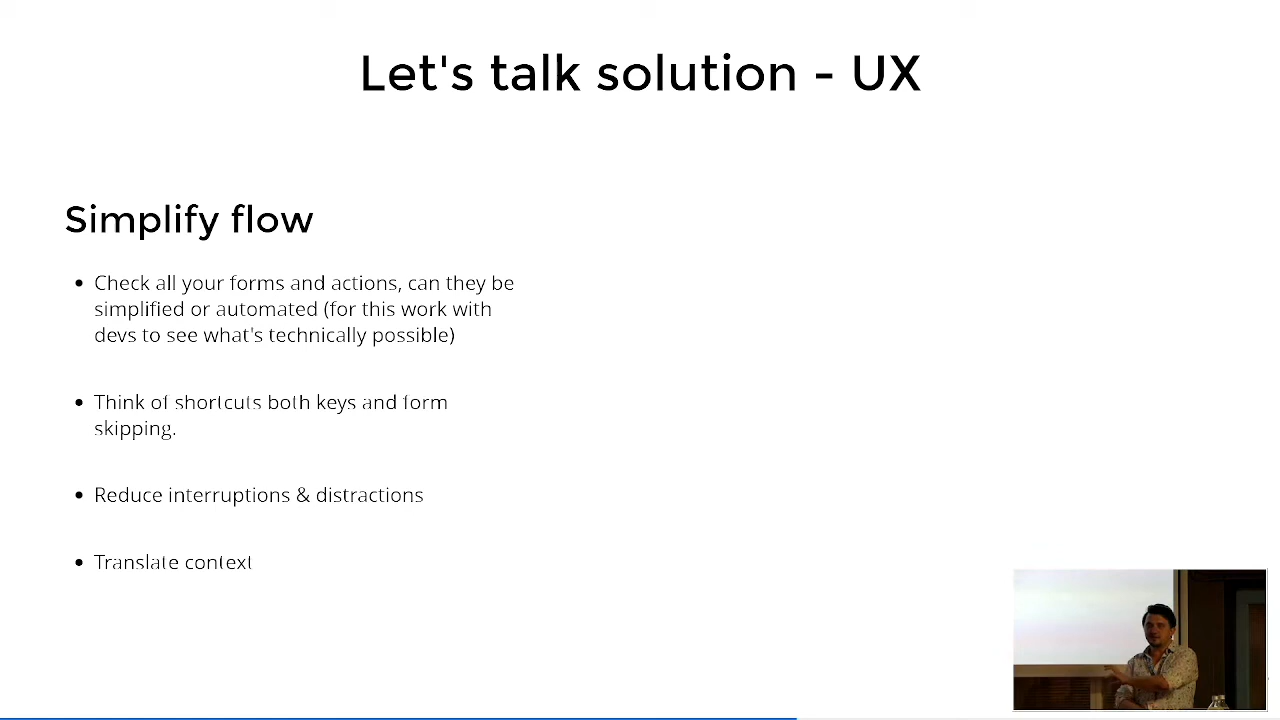 Let's talk solution - UX
Simplify flow
Check all your forms and actions, can they be
simplified or automated (for this work with
devs to see what's technically possible)
Think of shortcuts both keys and form
skipping.
Reduce interruptions & distractions
Translate context